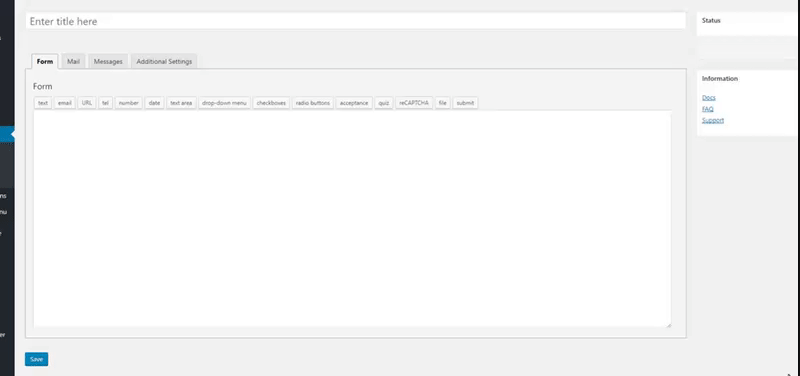 Enter title here
Status
Form Mail Messages Additional Settings
Information
Form
Docs
text email URL tel number date text area drop-down menu checkboxes radio buttons acceptance quiz reCAPTCHA file submit
FAQ
Support
ns
nu
er
Save